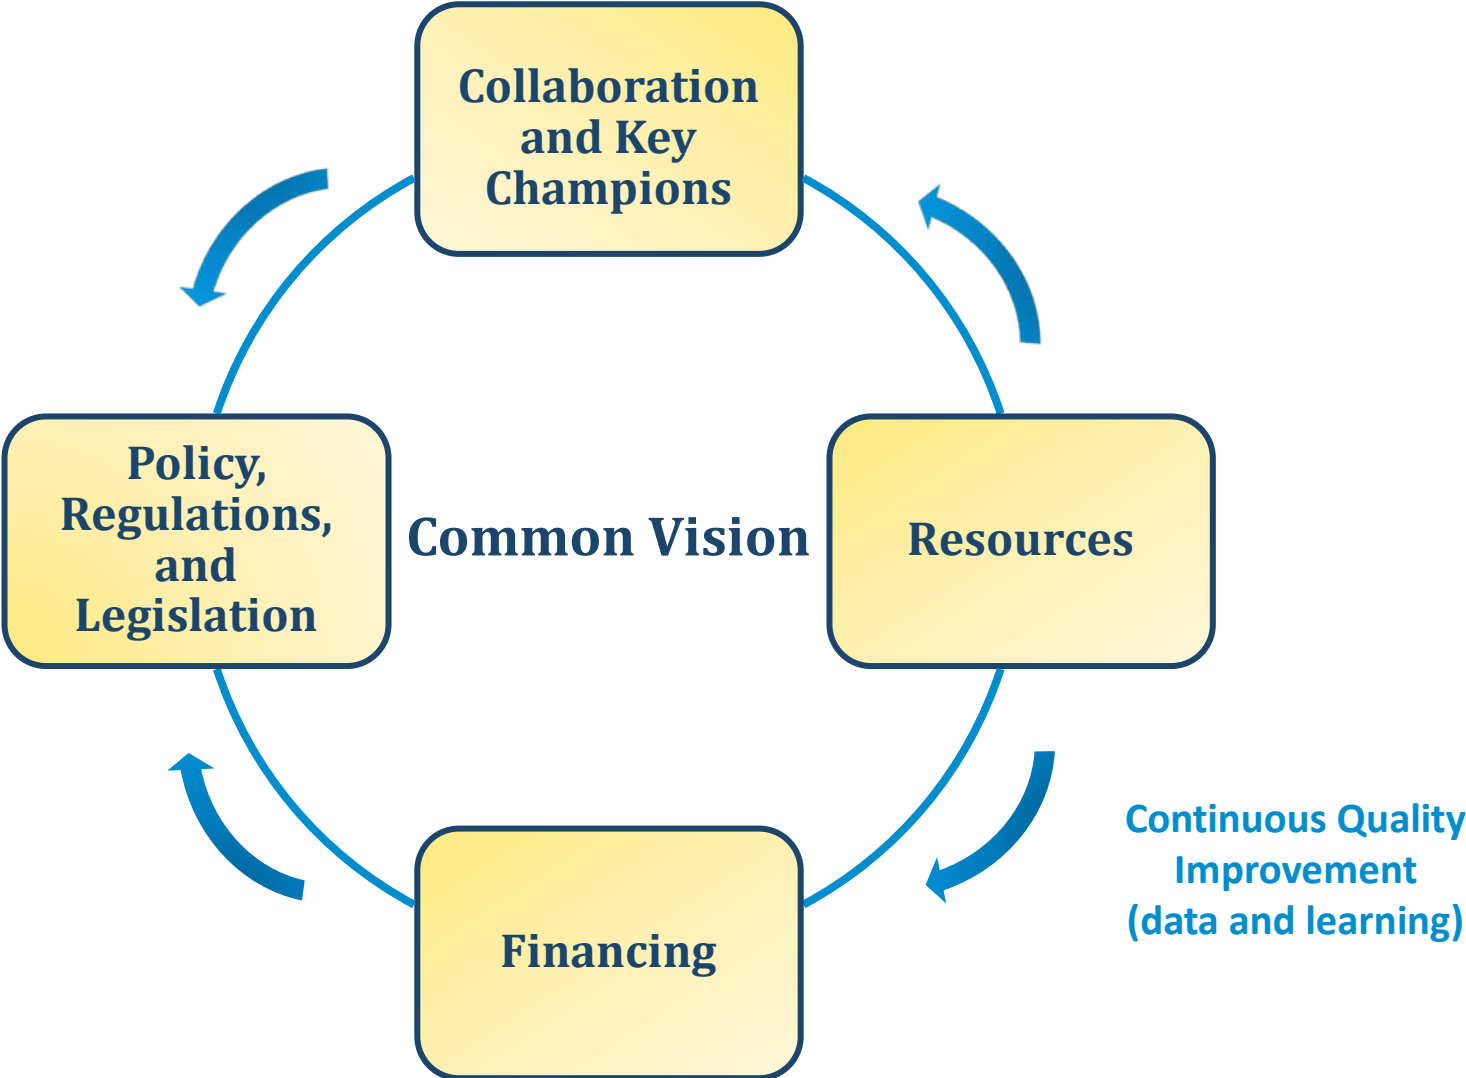 Collaboration
and Key
Champions
Policy,
Regulations,
and
Legislation
Common Vision
Resources
Continuous Quality
Improvement
(data and learning)
Financing